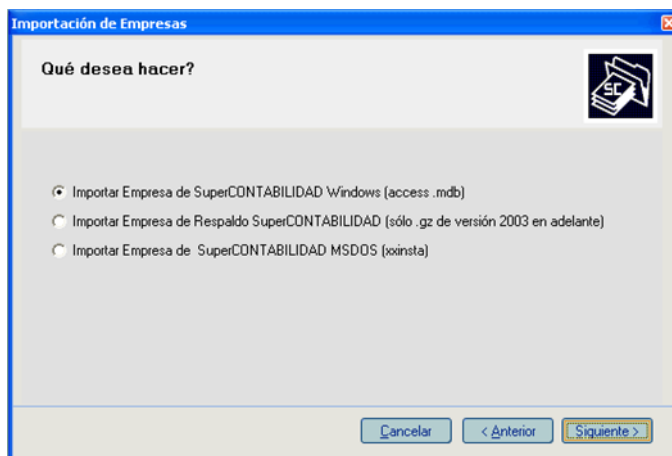 Importación de Empresas
Qué desea hacer?
SC
Importar Empresa de SuperCONTABILIDAD Windows (access .mdb)
Importar Empresa de Respaldo SuperCONTABILIDAD (sólo .gz de versión 2003 en adelante)
Importar Empresa de SuperCONTABILIDAD MSDOS (xxinsta)
Cancelar
< Anterior
Siguiente >